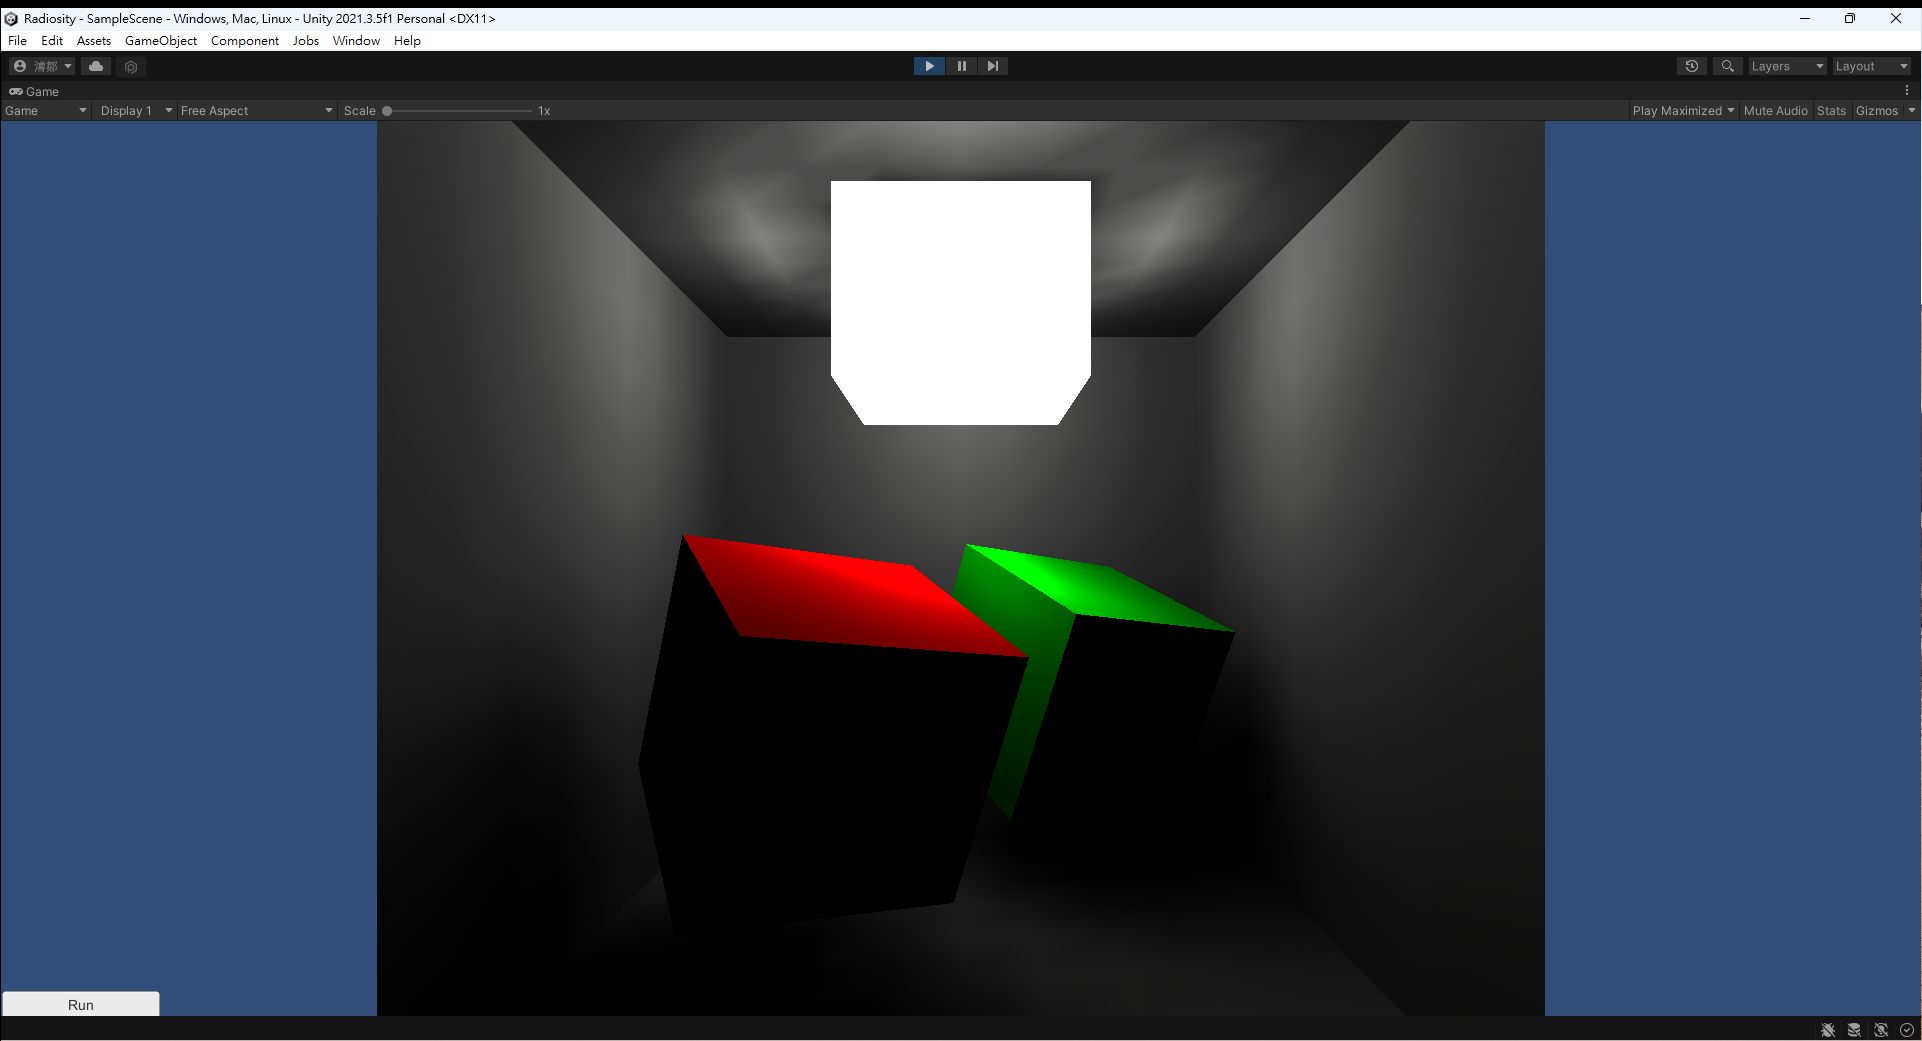 Radiosity - SampleScene - Windows, Mac, Linux - Unity 2021.3.5f1 Personal <DX11>
File Edit Assets GameObject Component Jobs Window Help
Layers Layout
Game
Game Display 1 Free Aspect Scale 1x Play Maximized Mute Audio Stats Gizmos
Run